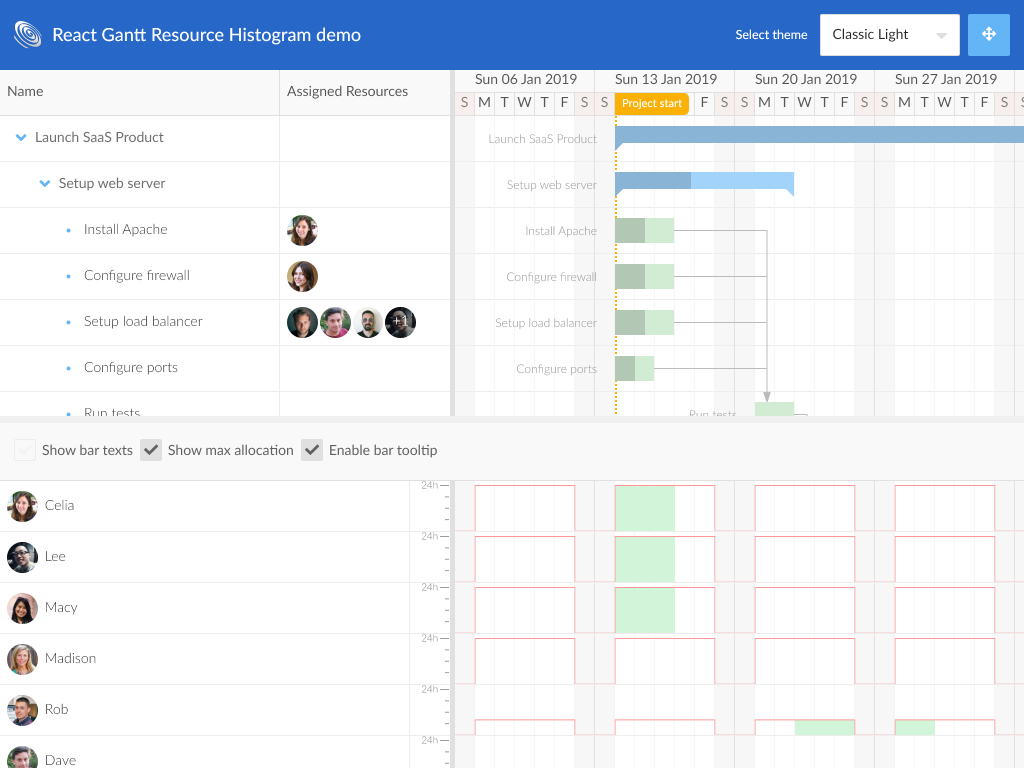 React Gantt Resource Histogram demo
Select theme
Classic Light
Name
Assigned Resources
Sun 06 Jan 2019
Sun 13 Jan 2019
Sun 20 Jan 2019
Sun 27 Jan 2019
S M T W T F S S Project start F S S M T W T F S S M T W T F S
Launch SaaS Product
Launch SaaS Product
Setup web server
Setup web server
Install Apache
Install Apache
Configure firewall
Configure firewall
Setup load balancer
+1
Setup load balancer
Configure ports
Configure ports
Run tests
Run tests
Show bar texts
Show max allocation
Enable bar tooltip
Celia
24h
Lee
24h
Macy
24h
Madison
24h
Rob
24h
Dave
24h